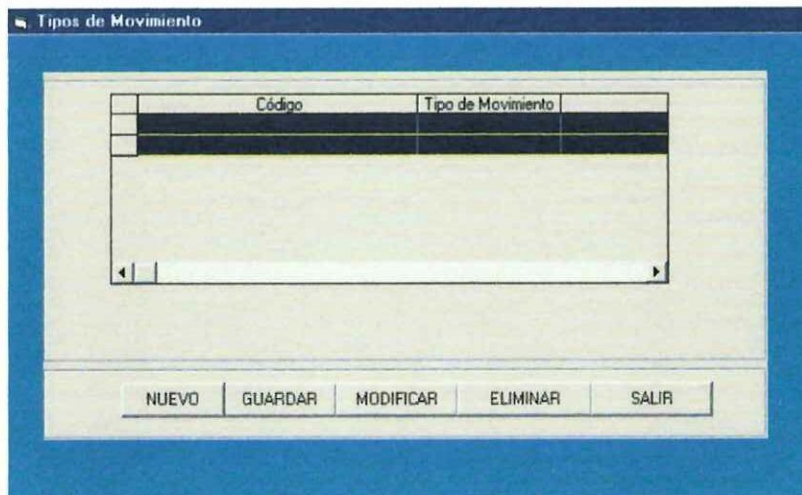 Tipos de Movimiento
Código Tipo de Movimiento
NUEVO GUARDAR MODIFICAR ELIMINAR SALIR